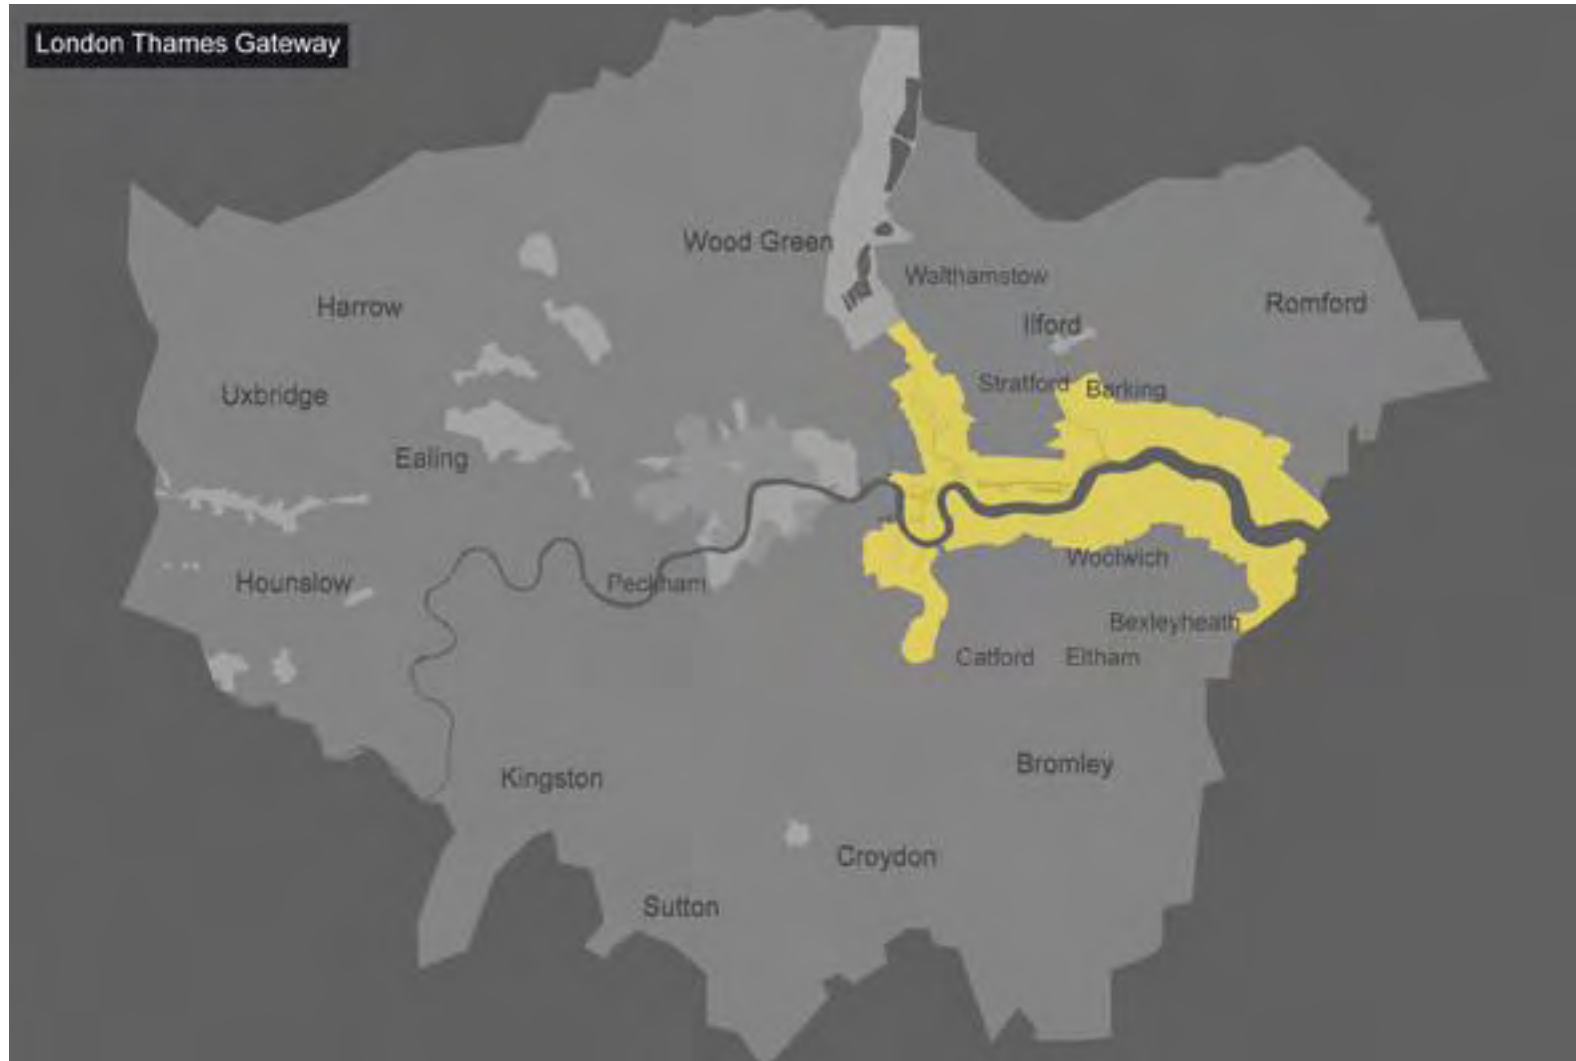 London Thames Gateway
Wood Green
Walthamstow
Harrow
Ilford
Romford
Uxbridge
Stratford
Barking
Ealing
Hounslow
Peckham
Woolwich
Bexleyheath
Catford
Eltham
Kingston
Bromley
Croydon
Sutton